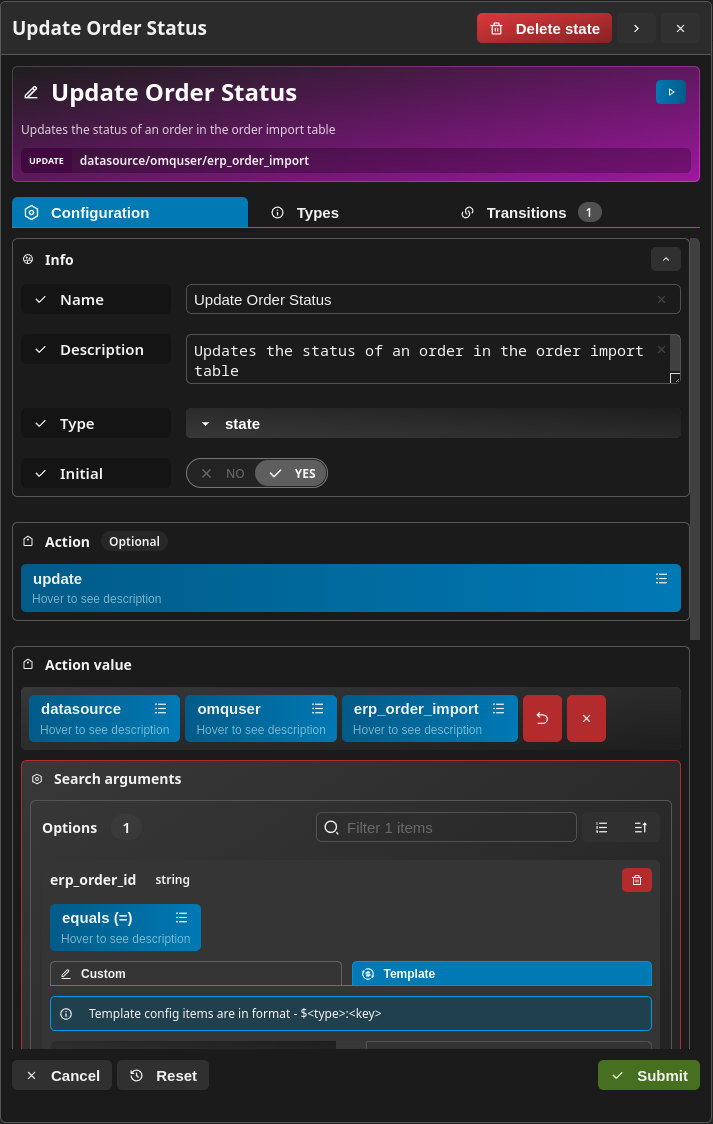 Update Order Status
Delete state
Update Order Status
Updates the status of an order in the order import table
UPDATE datasource/omquser/erp_order_import
Configuration Types Transitions 1
Info
Name Update Order Status
Description Updates the status of an order in the order import
table
Type state
Initial NO YES
Action Optional
update
Hover to see description
Action value
datasource omquser erp_order_import
Hover to see description Hover to see description Hover to see description
Search arguments
Options 1 Filter 1 items
erp_order_id string
equals (=)
Hover to see description
Custom Template
Template config items are in format - $<type>:<key>
Cancel Reset Submit